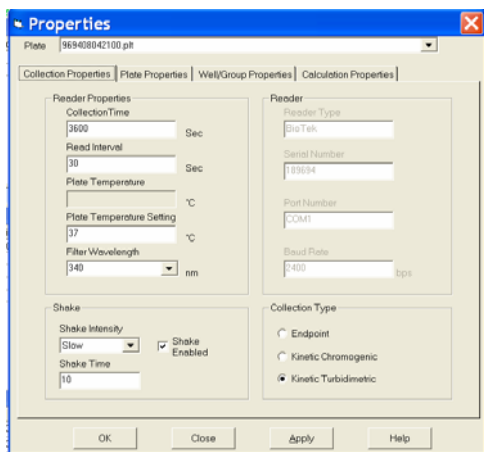 Properties
Plate 969408042100.plt
Collection Properties Plate Properties Well/Group Properties Calculation Properties
Reader Properties
CollectionTime
3600 Sec
Read Interval
30 Sec
Plate Temperature
°C
Plate Temperature Setting
37 °C
Filter Wavelength
340 nm
Reader
Reader Type
BioTek
Serial Number
189694
Port Number
COM1
Baud Rate
2400 bps
Shake
Shake Intensity
Slow
Shake Enabled
Shake Time
10
Collection Type
Endpoint
Kinetic Chromogenic
Kinetic Turbidimetric
OK Close Apply Help